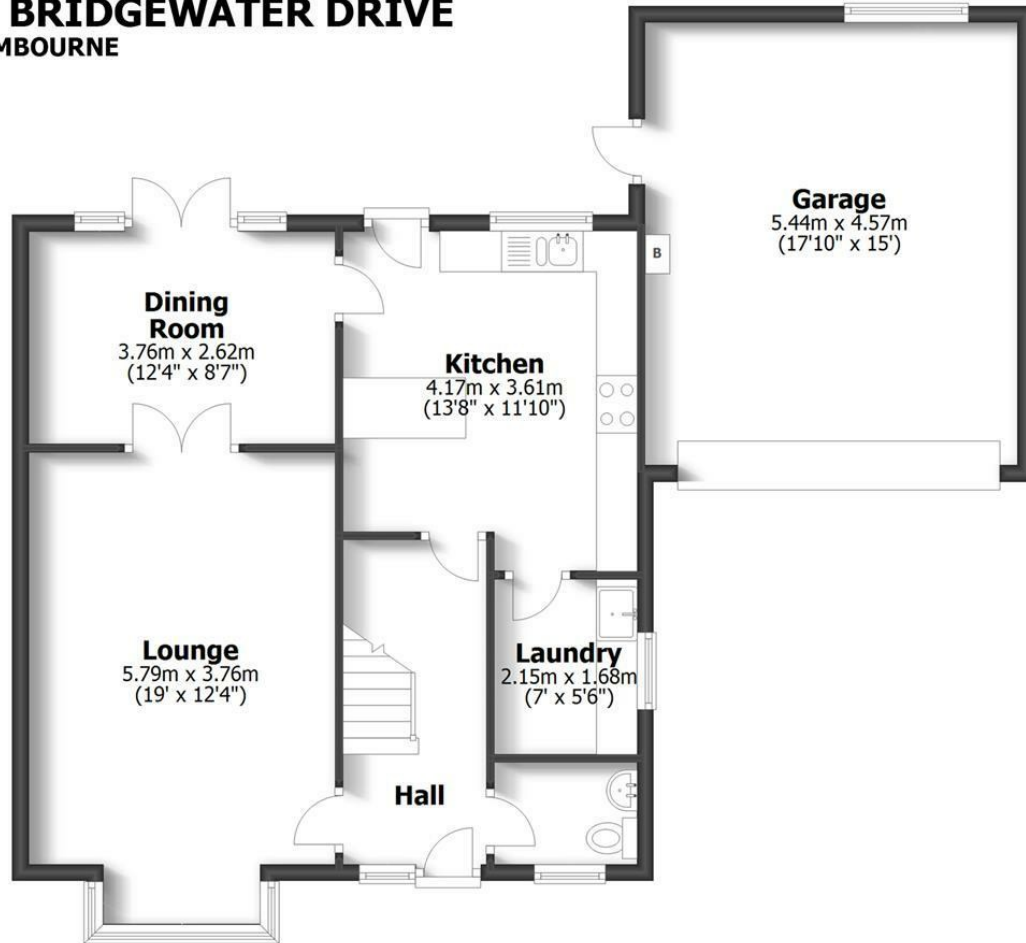 BRIDGEWATER DRIVE
MBOURNE
Garage
5.44m x 4.57m
(17'10" x 15')
B
Dining
Room
3.76m x 2.62m
(12'4" x 8'7")
Kitchen
4.17m x 3.61m
(13'8" x 11'10")
Lounge
5.79m x 3.76m
(19' x 12'4")
Laundry
2.15m x 1.68m
(7' x 5'6")
Hall